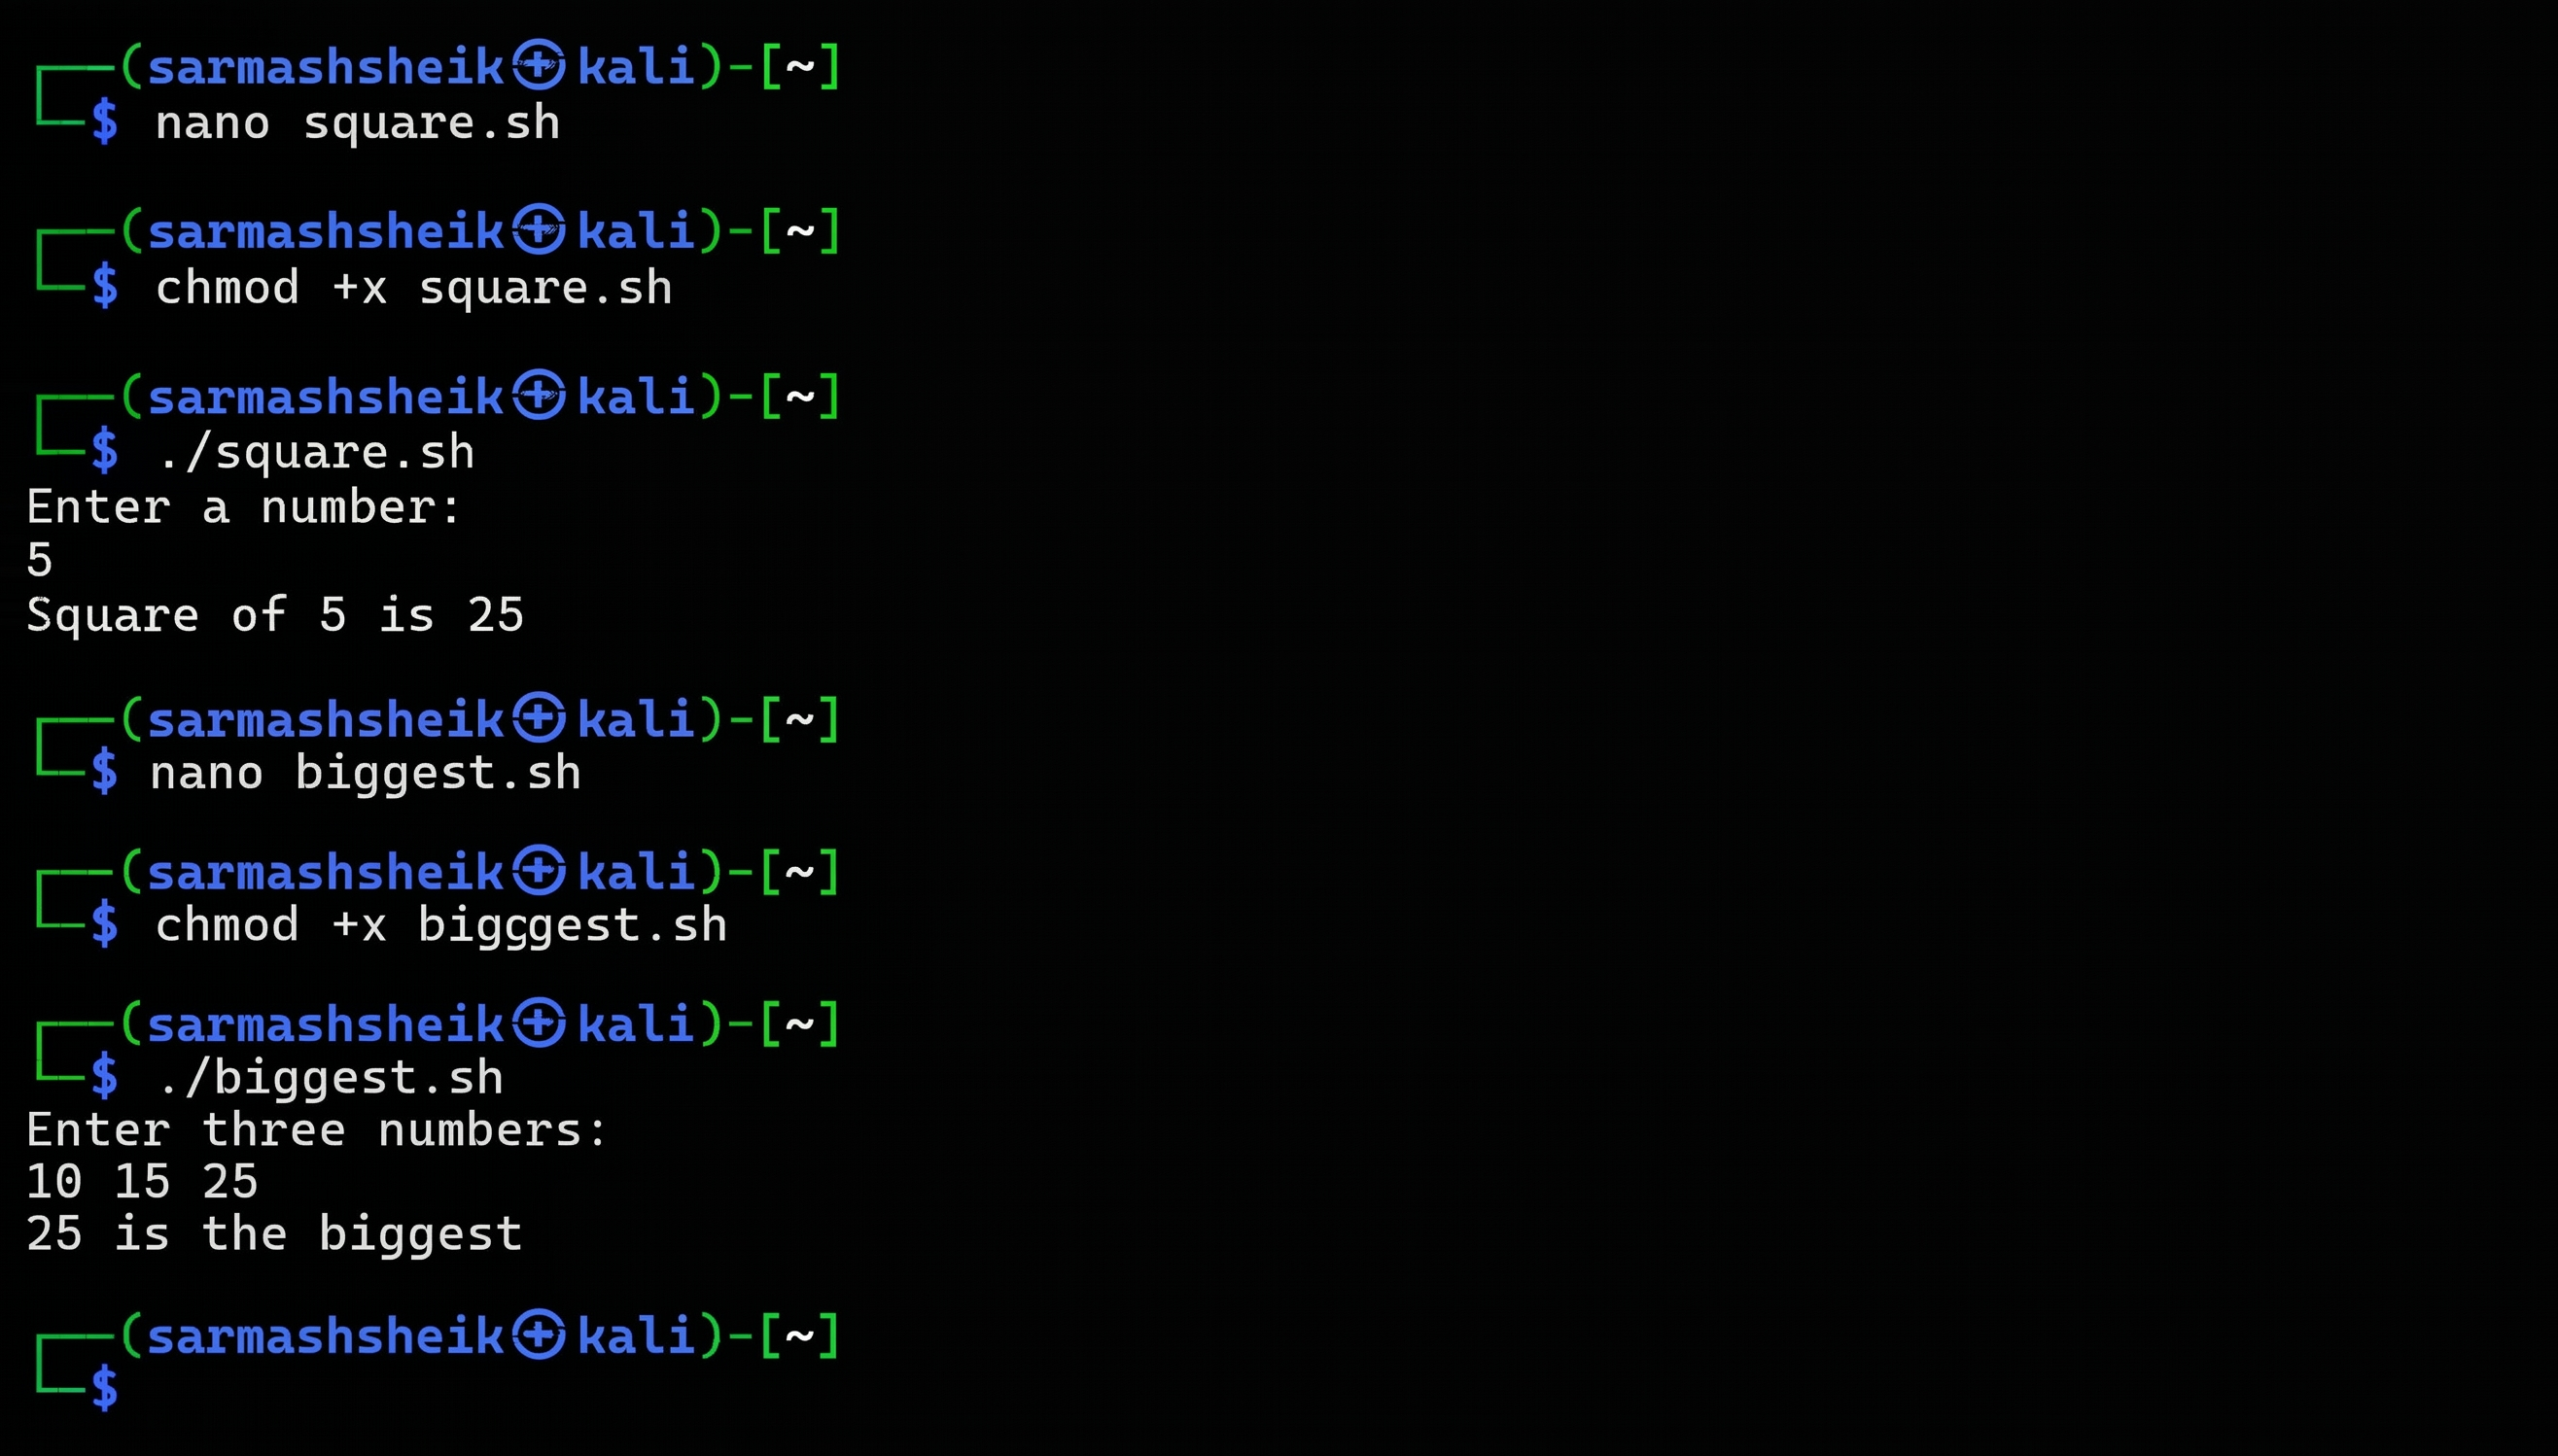 ┌──(sarmashsheik㉿kali)-[~]
└─$ nano square.sh
┌──(sarmashsheik㉿kali)-[~]
└─$ chmod +x square.sh
┌──(sarmashsheik㉿kali)-[~]
└─$ ./square.sh
Enter a number:
5
Square of 5 is 25
┌──(sarmashsheik㉿kali)-[~]
└─$ nano biggest.sh
┌──(sarmashsheik㉿kali)-[~]
└─$ chmod +x bigggest.sh
┌──(sarmashsheik㉿kali)-[~]
└─$ ./biggest.sh
Enter three numbers:
10 15 25
25 is the biggest
┌──(sarmashsheik㉿kali)-[~]
└─$